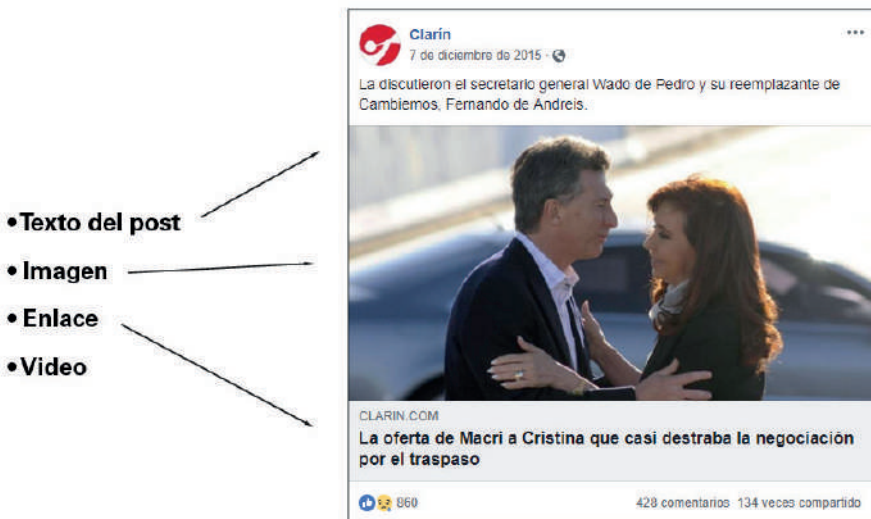 Clarín
7 de diciembre de 2015 ·
La discutieron el secretario general Wado de Pedro y su reemplazante de
Cambiemos, Fernando de Andreis.
•Texto del post
• Imagen
• Enlace
• Video
CLARIN.COM
La oferta de Macri a Cristina que casi destraba la negociación
por el traspaso
860
428 comentarios 134 veces compartido